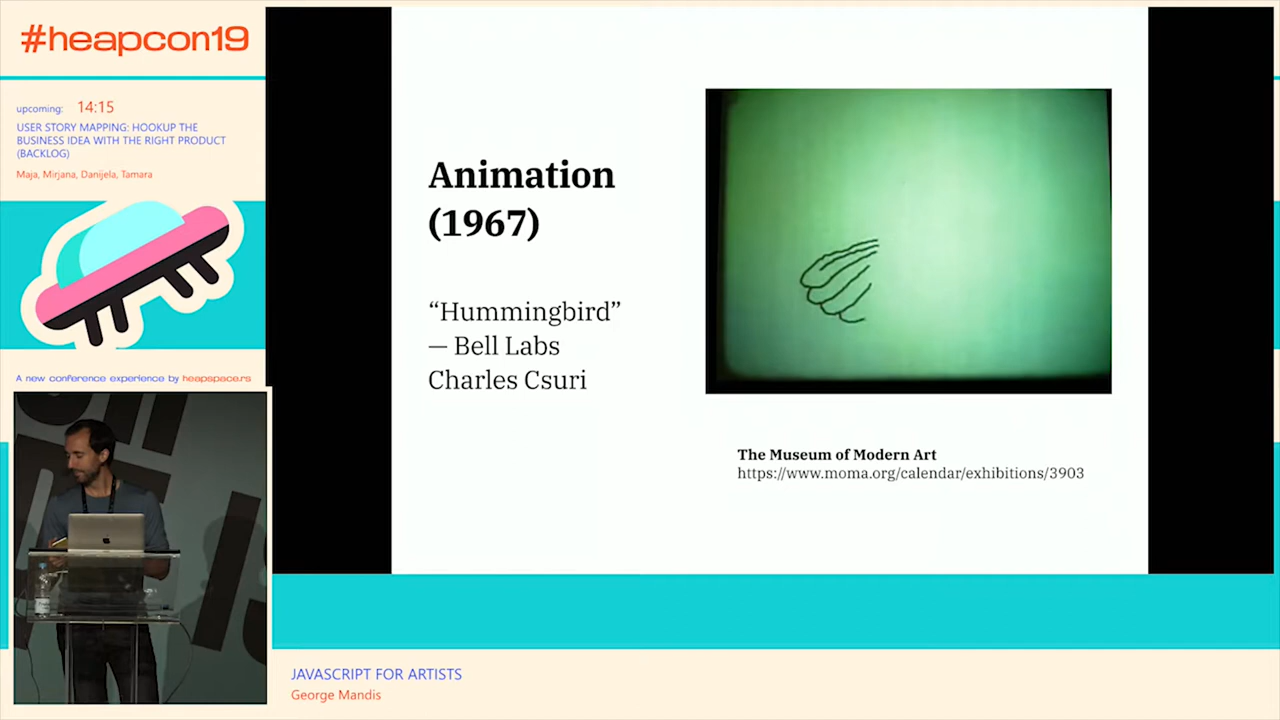 #heapcon19
upcoming: 14:15
USER STORY MAPPING: HOOKUP THE
BUSINESS IDEA WITH THE RIGHT PRODUCT
(BACKLOG)
Maja, Mirjana, Danijela, Tamara
A new conference experience by heapspace.rs
Animation
(1967)
“Hummingbird”
— Bell Labs
Charles Csuri
The Museum of Modern Art
https://www.moma.org/calendar/exhibitions/3903
JAVASCRIPT FOR ARTISTS
George Mandis